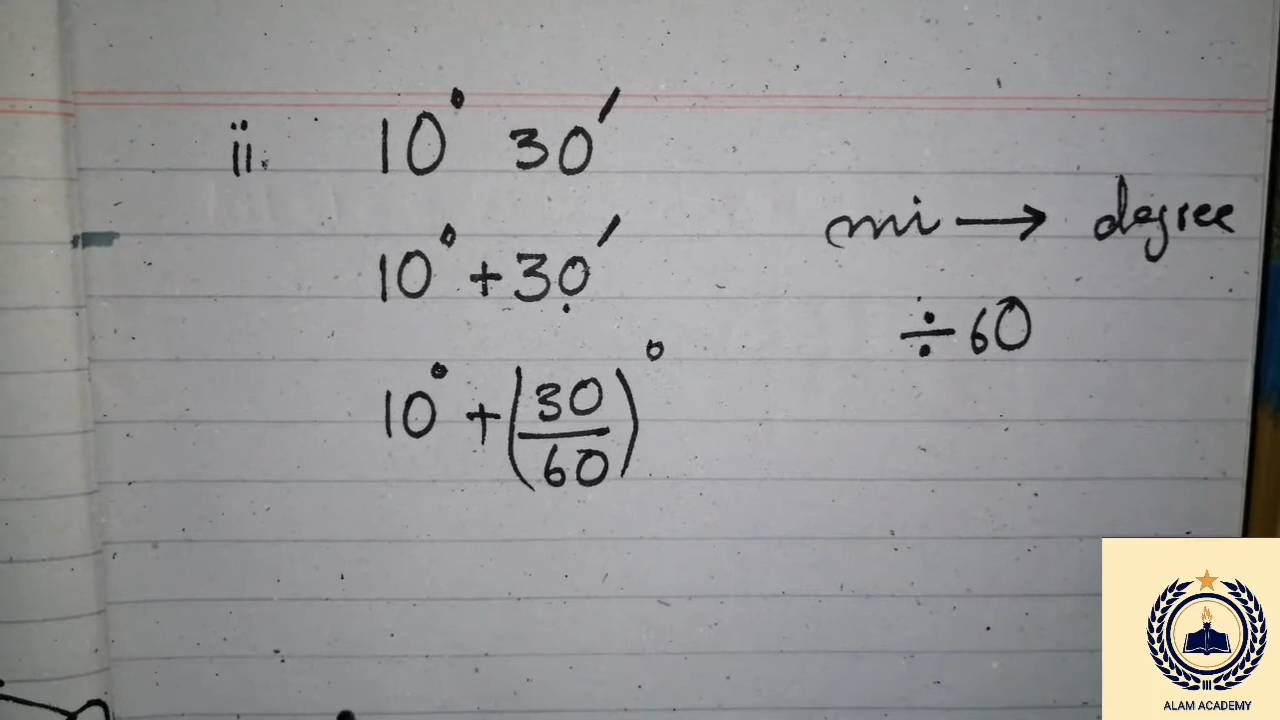 ii. 10° 30′
10° + 30′
mi → degree
÷ 60
10° + (30/60)°
ALAM ACADEMY